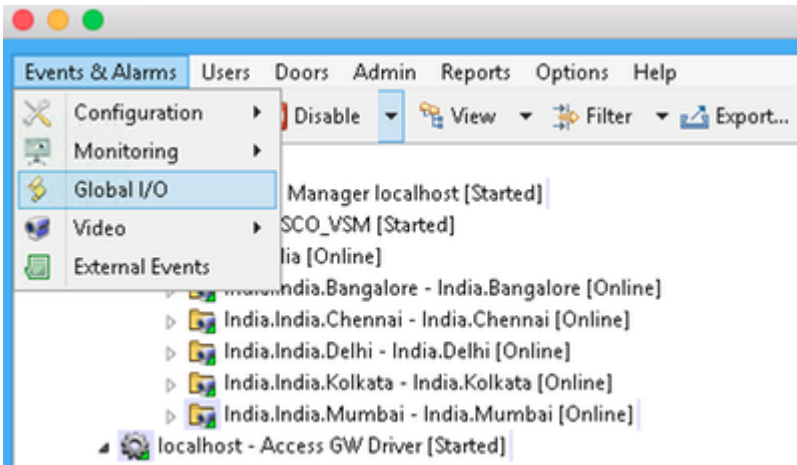 Events & Alarms Users Doors Admin Reports Options Help
Configuration Disable View Filter Export...
Monitoring
Global I/O Manager localhost [Started]
Video SCO_VSM [Started]
External Events lia [Online]
India.Bangalore - India.Bangalore [Online]
India.India.Chennai - India.Chennai [Online]
India.India.Delhi - India.Delhi [Online]
India.India.Kolkata - India.Kolkata [Online]
India.India.Mumbai - India.Mumbai [Online]
localhost - Access GW Driver [Started]